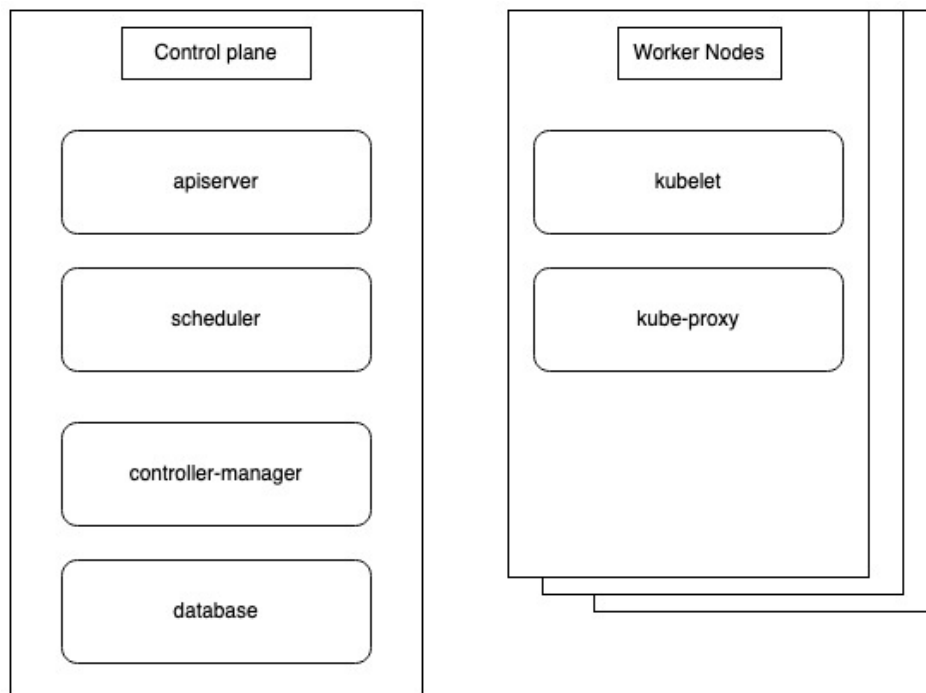 Control plane
apiserver
scheduler
controller-manager
database
Worker Nodes
kubelet
kube-proxy